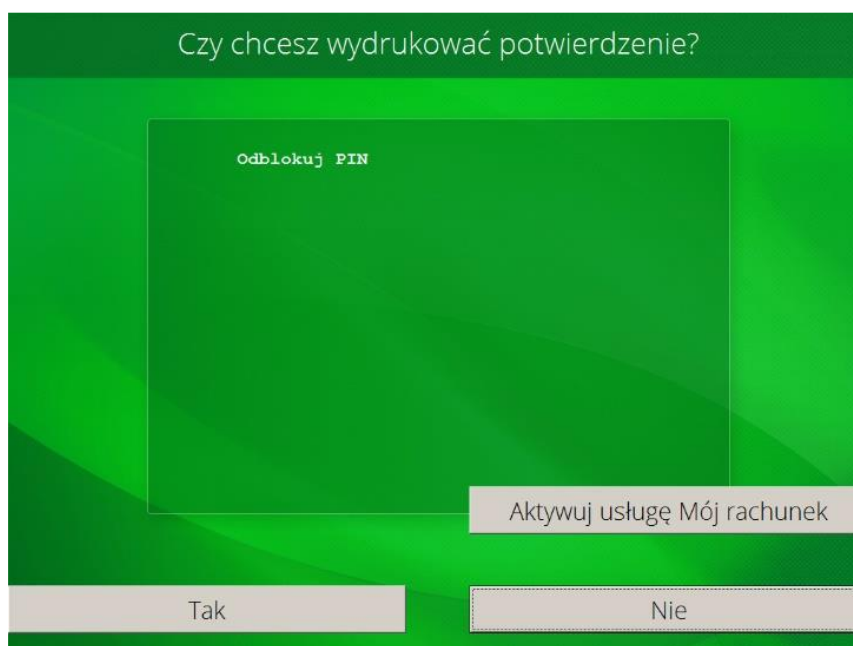 Czy chcesz wydrukować potwierdzenie?
Odblokuj PIN
Aktywuj usługę Mój rachunek
Tak
Nie